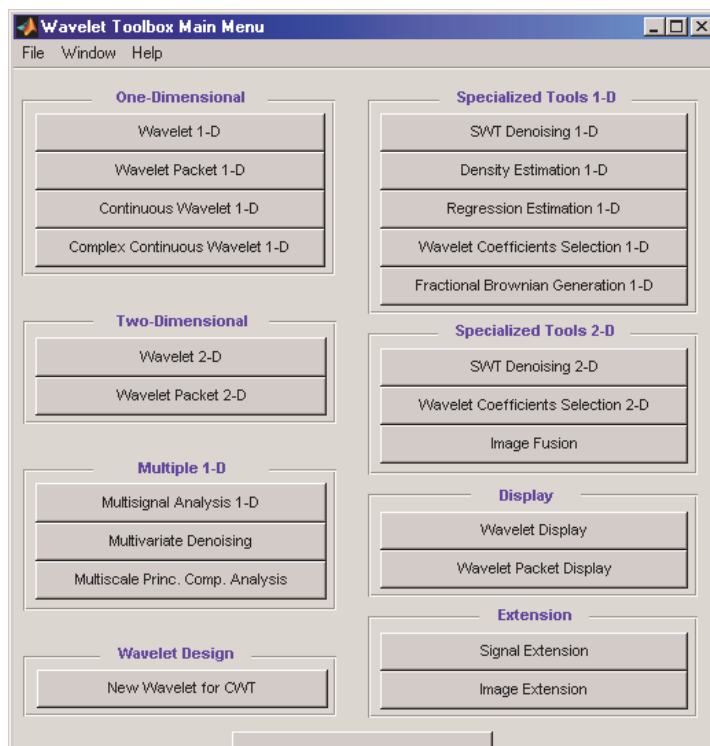 Wavelet Toolbox Main Menu
File Window Help
One-Dimensional
Wavelet 1-D
Wavelet Packet 1-D
Continuous Wavelet 1-D
Complex Continuous Wavelet 1-D
Two-Dimensional
Wavelet 2-D
Wavelet Packet 2-D
Multiple 1-D
Multisignal Analysis 1-D
Multivariate Denoising
Multiscale Princ. Comp. Analysis
Wavelet Design
New Wavelet for CWT
Specialized Tools 1-D
SWT Denoising 1-D
Density Estimation 1-D
Regression Estimation 1-D
Wavelet Coefficients Selection 1-D
Fractional Brownian Generation 1-D
Specialized Tools 2-D
SWT Denoising 2-D
Wavelet Coefficients Selection 2-D
Image Fusion
Display
Wavelet Display
Wavelet Packet Display
Extension
Signal Extension
Image Extension